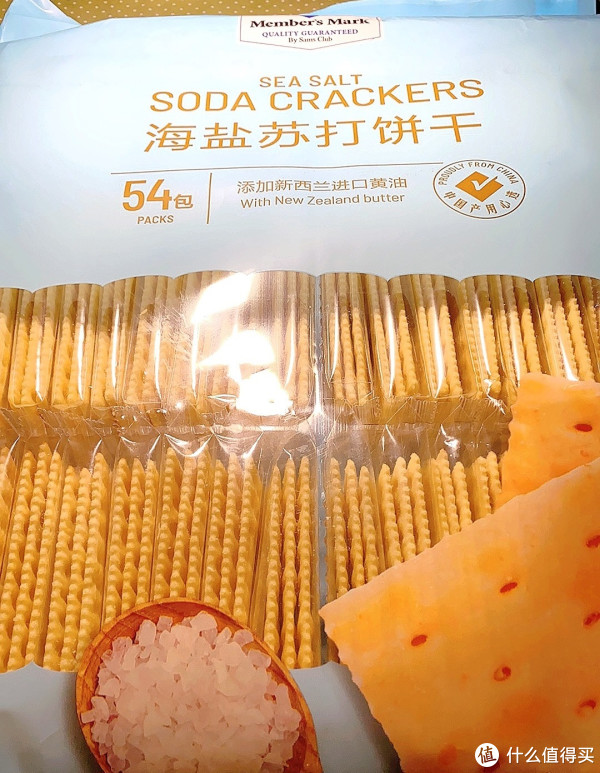 Member's Mark
QUALITY GUARANTEED
By Sam's Club
SEA SALT
SODA CRACKERS
海盐苏打饼干
54包
PACKS
添加新西兰进口黄油
With New Zealand butter
PROUDLY FROM CHINA
中国产用心选
值 什么值得买